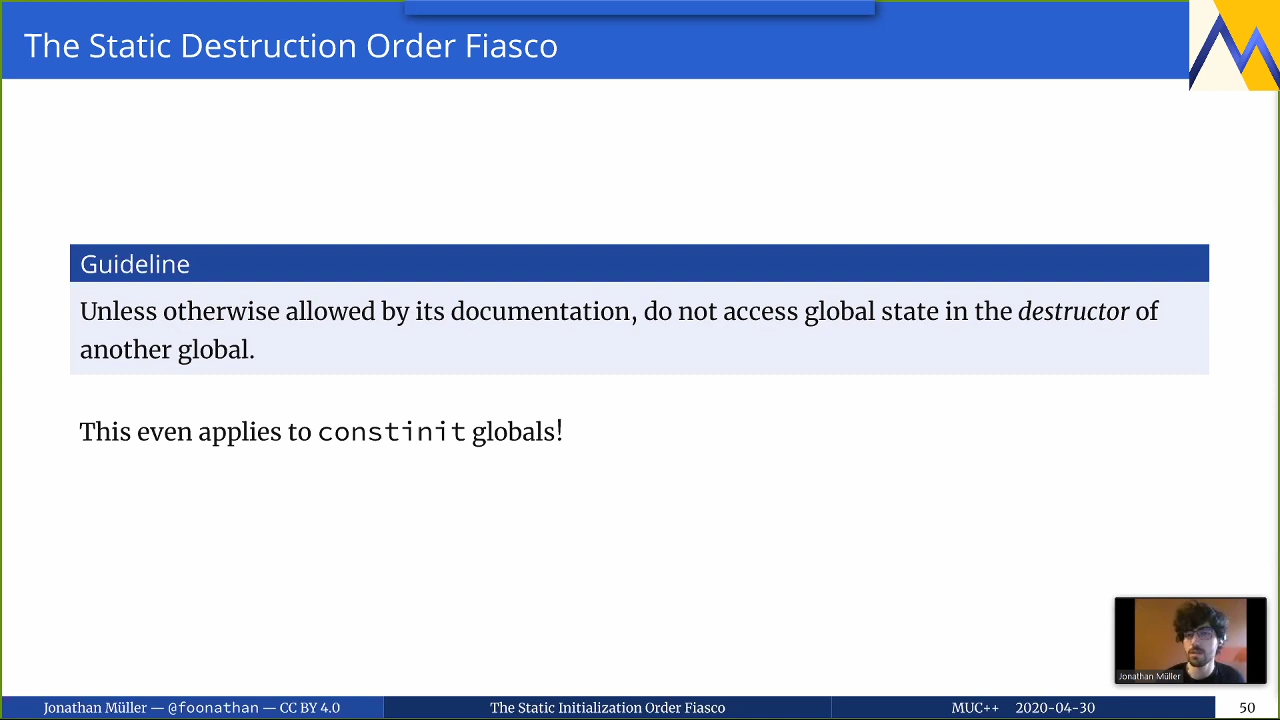 The Static Destruction Order Fiasco
Guideline
Unless otherwise allowed by its documentation, do not access global state in the destructor of
another global.
This even applies to constinit globals!
Jonathan Müller
Jonathan Müller — @foonathan — CC BY 4.0
The Static Initialization Order Fiasco
MUC++ 2020-04-30
50